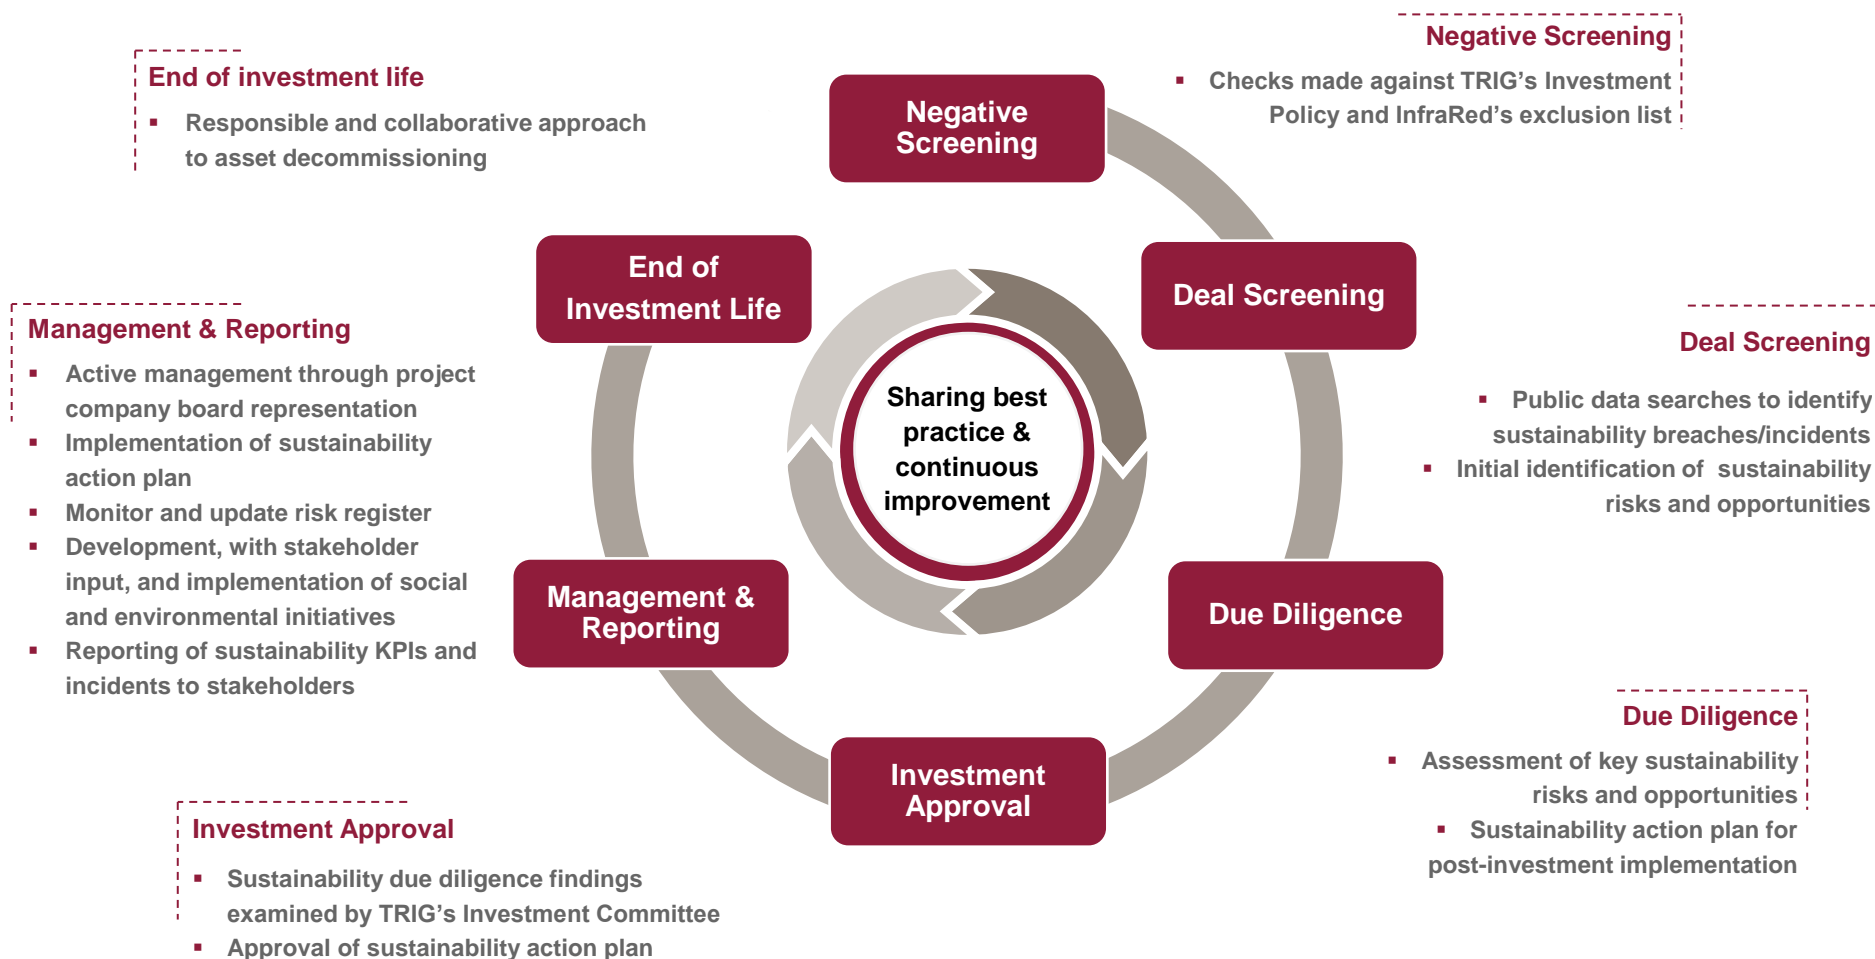 Negative Screening
▪ Checks made against TRIG's Investment
Policy and InfraRed's exclusion list
End of investment life
▪ Responsible and collaborative approach
to asset decommissioning
Negative
Screening
End of
Investment Life
Deal Screening
Management & Reporting
▪ Active management through project
company board representation
▪ Implementation of sustainability
action plan
▪ Monitor and update risk register
▪ Development, with stakeholder
input, and implementation of social
and environmental initiatives
▪ Reporting of sustainability KPIs and
incidents to stakeholders
Sharing best
practice &
continuous
improvement
Deal Screening
▪ Public data searches to identify
sustainability breaches/incidents
▪ Initial identification of  sustainability
risks and opportunities
Management &
Reporting
Due Diligence
Investment
Approval
Due Diligence
▪ Assessment of key sustainability
risks and opportunities
▪ Sustainability action plan for
post-investment implementation
Investment Approval
▪ Sustainability due diligence findings
examined by TRIG's Investment Committee
▪ Approval of sustainability action plan